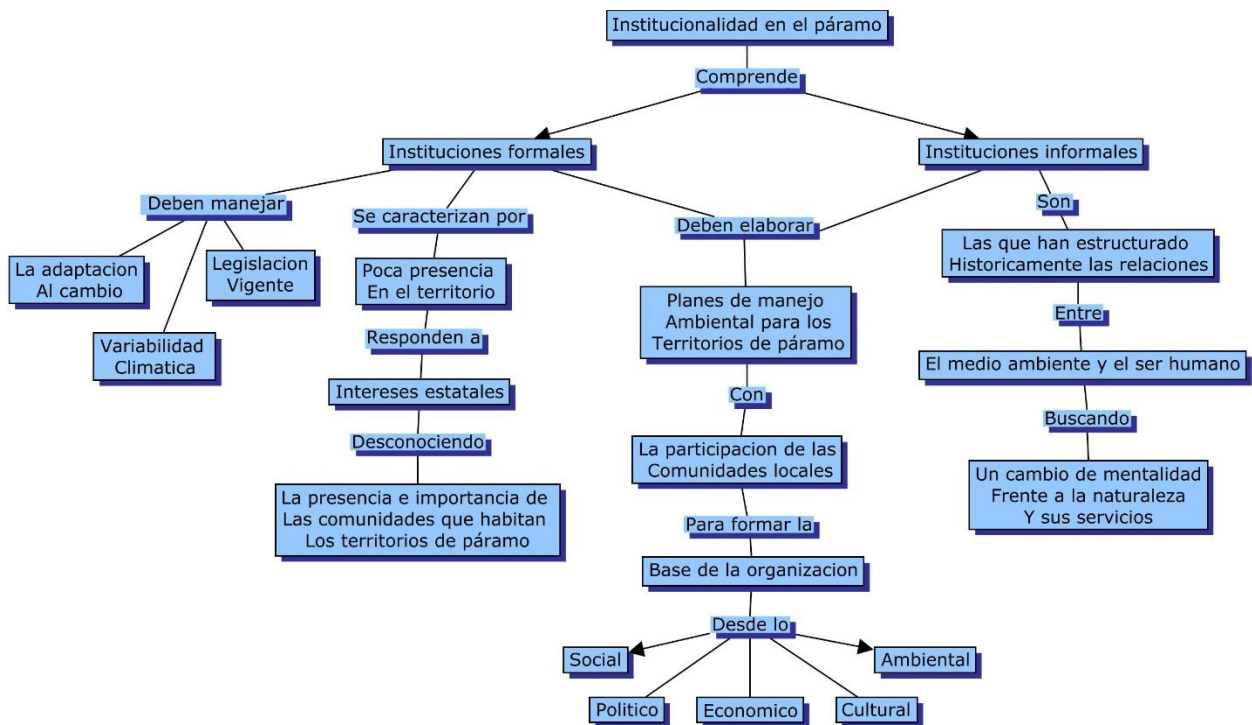 Institucionalidad en el páramo
Comprende
Instituciones formales
Instituciones informales
Deben manejar
La adaptacion
Al cambio
Variabilidad
Climatica
Legislacion
Vigente
Se caracterizan por
Poca presencia
En el territorio
Responden a
Intereses estatales
Desconociendo
La presencia e importancia de
Las comunidades que habitan
Los territorios de páramo
Deben elaborar
Planes de manejo
Ambiental para los
Territorios de páramo
Con
La participacion de las
Comunidades locales
Para formar la
Base de la organizacion
Desde lo
Social
Politico
Economico
Cultural
Ambiental
Son
Las que han estructurado
Historicamente las relaciones
Entre
El medio ambiente y el ser humano
Buscando
Un cambio de mentalidad
Frente a la naturaleza
Y sus servicios